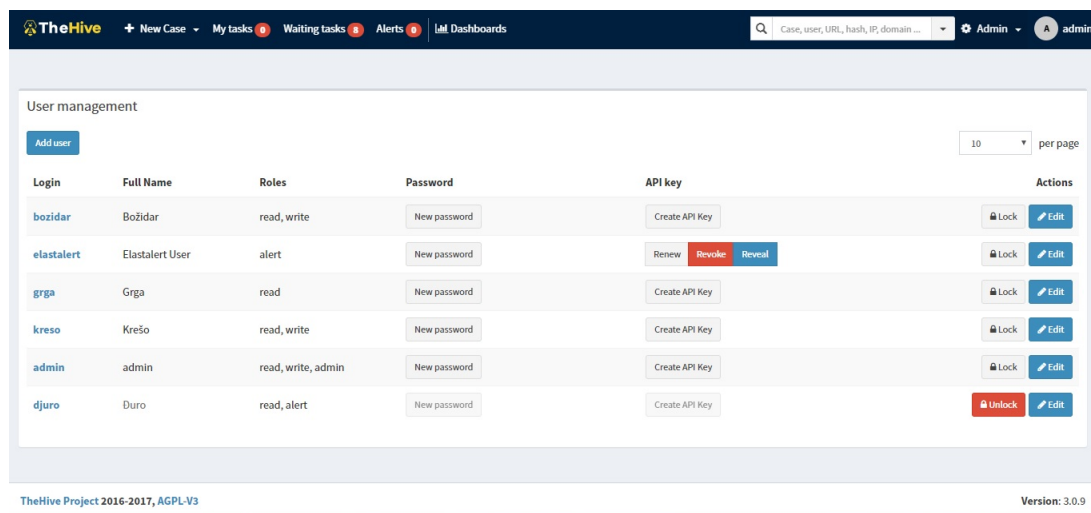 TheHive + New Case My tasks 0 Waiting tasks 8 Alerts 0 Dashboards Case, user, URL, hash, IP, domain ... Admin A admin
User management
Add user 10 per page
Login Full Name Roles Password API key Actions
bozidar Božidar read, write New password Create API Key Lock Edit
elastalert Elastalert User alert New password Renew Revoke Reveal Lock Edit
grga Grga read New password Create API Key Lock Edit
kreso Krešo read, write New password Create API Key Lock Edit
admin admin read, write, admin New password Create API Key Lock Edit
djuro Đuro read, alert New password Create API Key Unlock Edit
TheHive Project 2016-2017, AGPL-V3 Version: 3.0.9